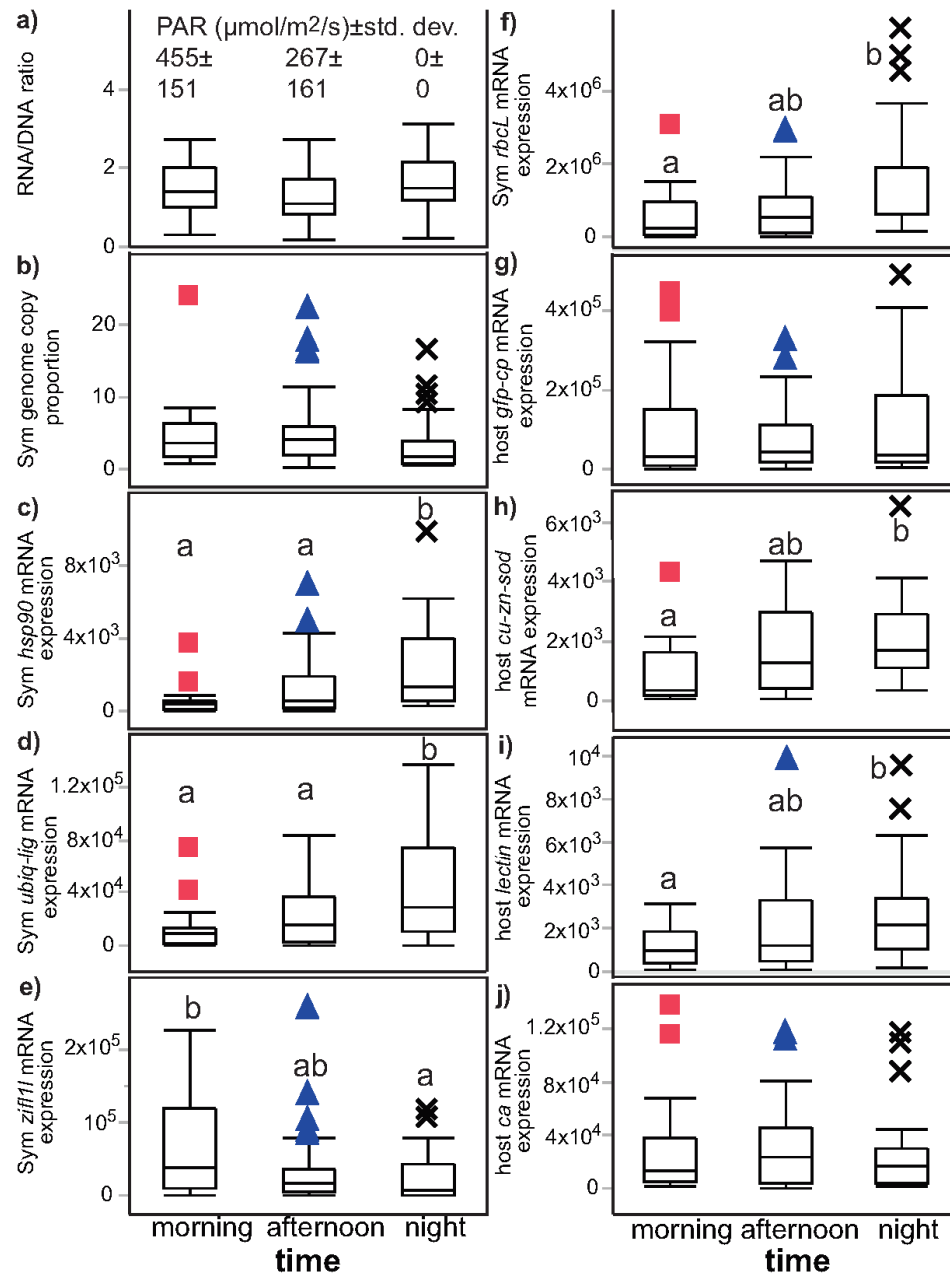 a)
PAR (µmol/m2/s)±std. dev.
455± 267± 0±
151 161 0
RNA/DNA ratio
4
2
0
b)
Sym genome copy
proportion
20
10
0
c)
Sym hsp90 mRNA
expression
8x10³
4x10³
0
a
a
b
d)
Sym ubiq-lig mRNA
expression
1.2x10⁵
8x10⁴
4x10⁴
0
a
a
b
e)
Sym zifl1l mRNA
expression
2x10⁵
10⁵
0
b
ab
a
morning afternoon night
time
f)
Sym rbcL mRNA
expression
4x10⁶
2x10⁶
0
a
ab
b
g)
host gfp-cp mRNA
expression
4x10⁵
2x10⁵
0
h)
host cu-zn-sod
mRNA expression
6x10³
4x10³
2x10³
0
a
ab
b
i)
host lectin mRNA
expression
10⁴
8x10³
6x10³
4x10³
2x10³
0
a
ab
b
j)
host ca mRNA
expression
1.2x10⁵
8x10⁴
4x10⁴
0
morning afternoon night
time